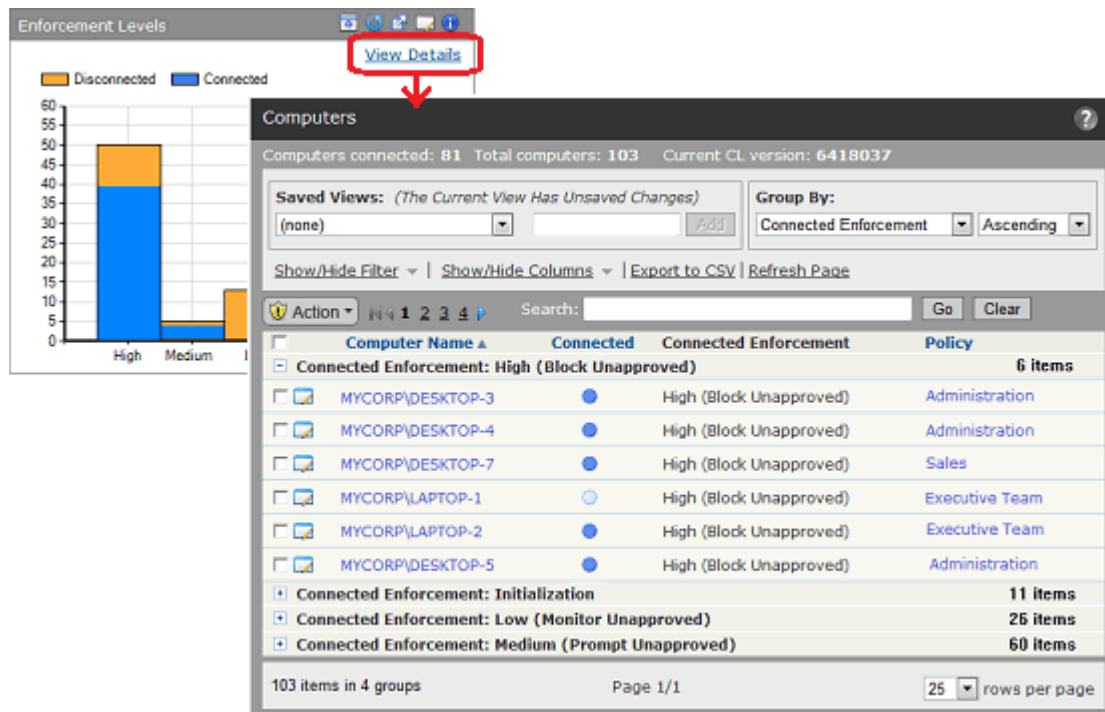 Enforcement Levels
View Details
Disconnected Connected
60
55
50
45
40
35
30
25
20
15
10
5
0
High Medium
Computers
Computers connected: 81 Total computers: 103 Current CL version: 6418037
Saved Views: (The Current View Has Unsaved Changes) Group By:
(none) Add Connected Enforcement Ascending
Show/Hide Filter | Show/Hide Columns | Export to CSV | Refresh Page
Action 1 2 3 4 Search: Go Clear
Computer Name Connected Connected Enforcement Policy
Connected Enforcement: High (Block Unapproved) 6 items
MYCORP\DESKTOP-3 High (Block Unapproved) Administration
MYCORP\DESKTOP-4 High (Block Unapproved) Administration
MYCORP\DESKTOP-7 High (Block Unapproved) Sales
MYCORP\LAPTOP-1 High (Block Unapproved) Executive Team
MYCORP\LAPTOP-2 High (Block Unapproved) Executive Team
MYCORP\DESKTOP-5 High (Block Unapproved) Administration
Connected Enforcement: Initialization 11 items
Connected Enforcement: Low (Monitor Unapproved) 26 items
Connected Enforcement: Medium (Prompt Unapproved) 60 items
103 items in 4 groups Page 1/1 25 rows per page